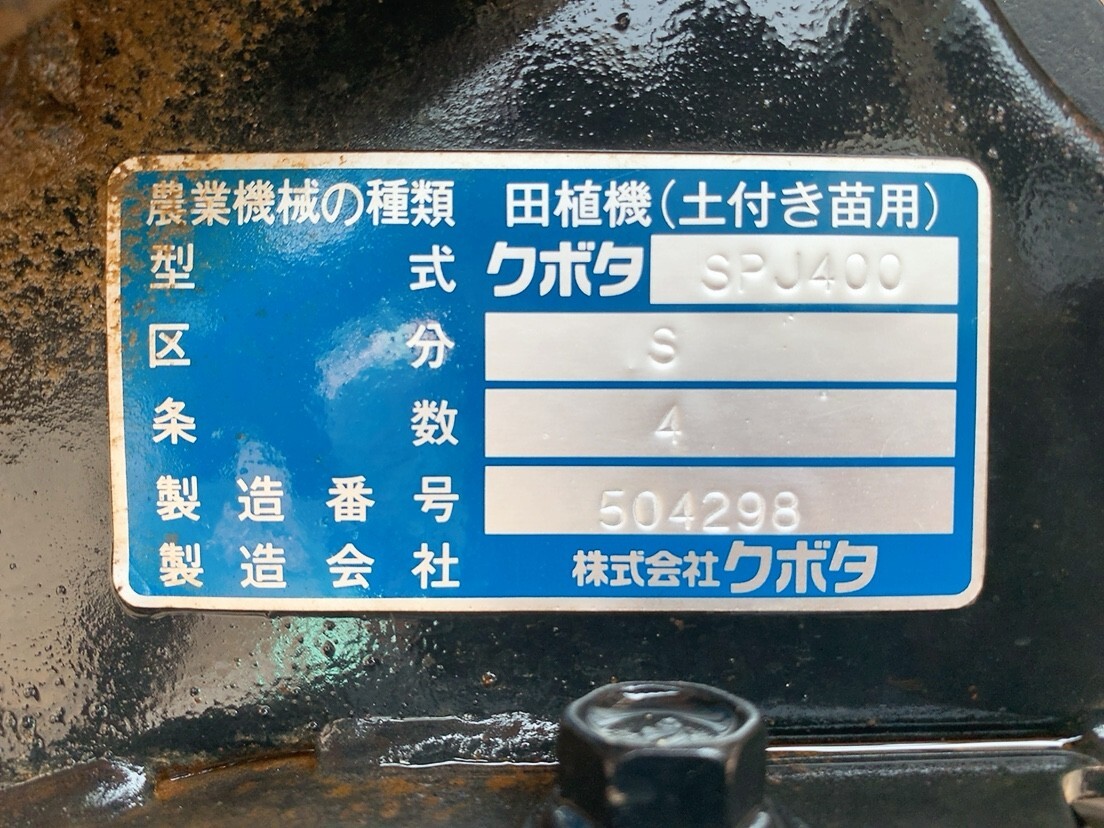 農業機械の種類 田植機(土付き苗用)
型式 クボタ SPJ400
区分 S
条数 4
製造番号 504298
製造会社 株式会社クボタ